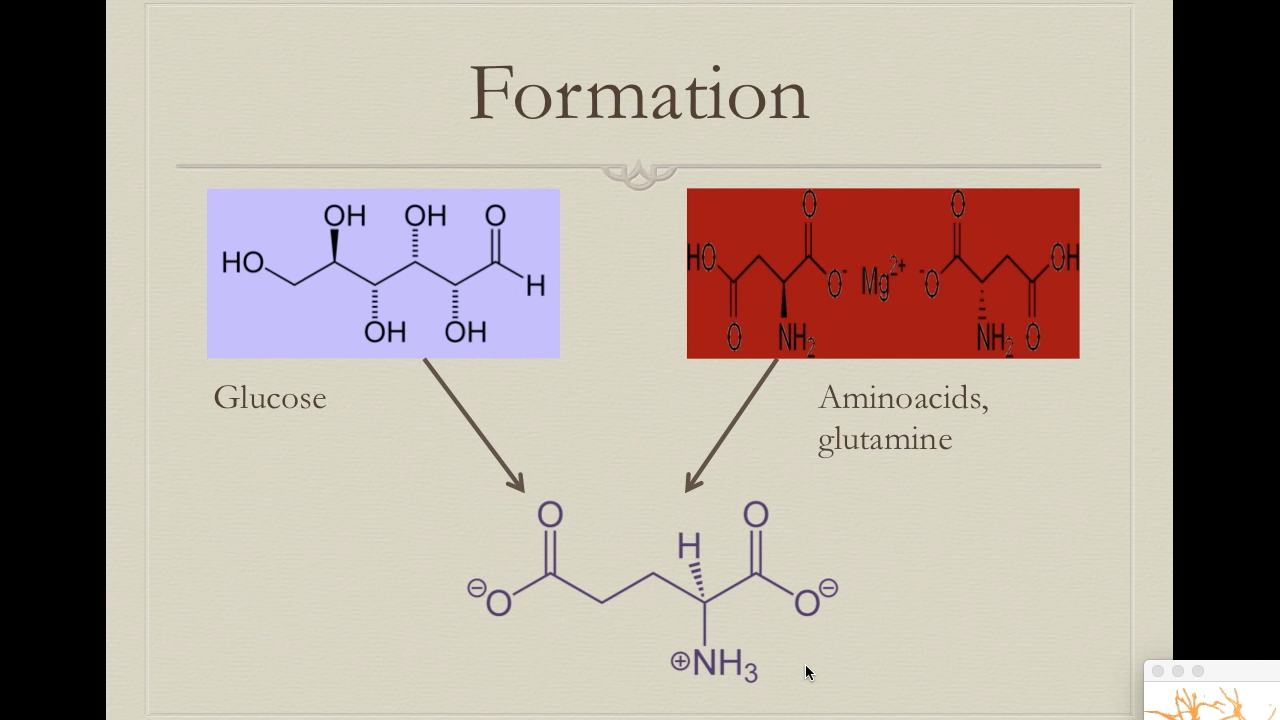 Formation
OH OH O
HO H
OH OH
O O
HO O⁻ Mg²⁺ ⁻O OH
O NH₂ NH₂ O
Glucose
Aminoacids,
glutamine
O O
H
⊖O O⊖
⊕NH₃